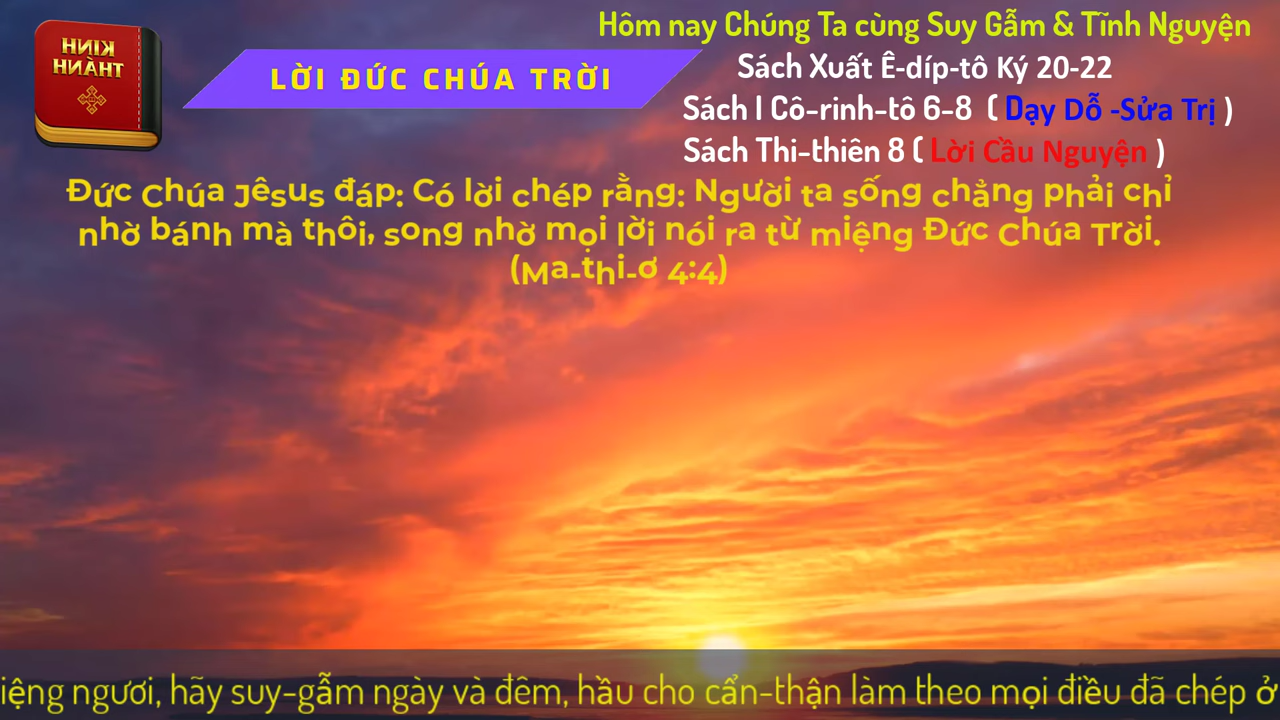 KINH
THÀNH
LỜI ĐỨC CHÚA TRỜI
Hôm nay Chúng Ta cùng Suy Gẫm & Tĩnh Nguyện
Sách Xuất Ê-díp-tô Ký 20-22
Sách I Cô-rinh-tô 6-8 ( Dạy Dỗ -Sửa Trị )
Sách Thi-thiên 8 ( Lời Cầu Nguyện )
Đức Chúa Jêsus đáp: Có lời chép rằng: Người ta sống chẳng phải chỉ
nhờ bánh mà thôi, song nhờ mọi lời nói ra từ miệng Đức Chúa Trời.
(Ma-thi-ơ 4:4)
iệng ngươi, hãy suy-gẫm ngày và đêm, hầu cho cẩn-thận làm theo mọi điều đã chép ở